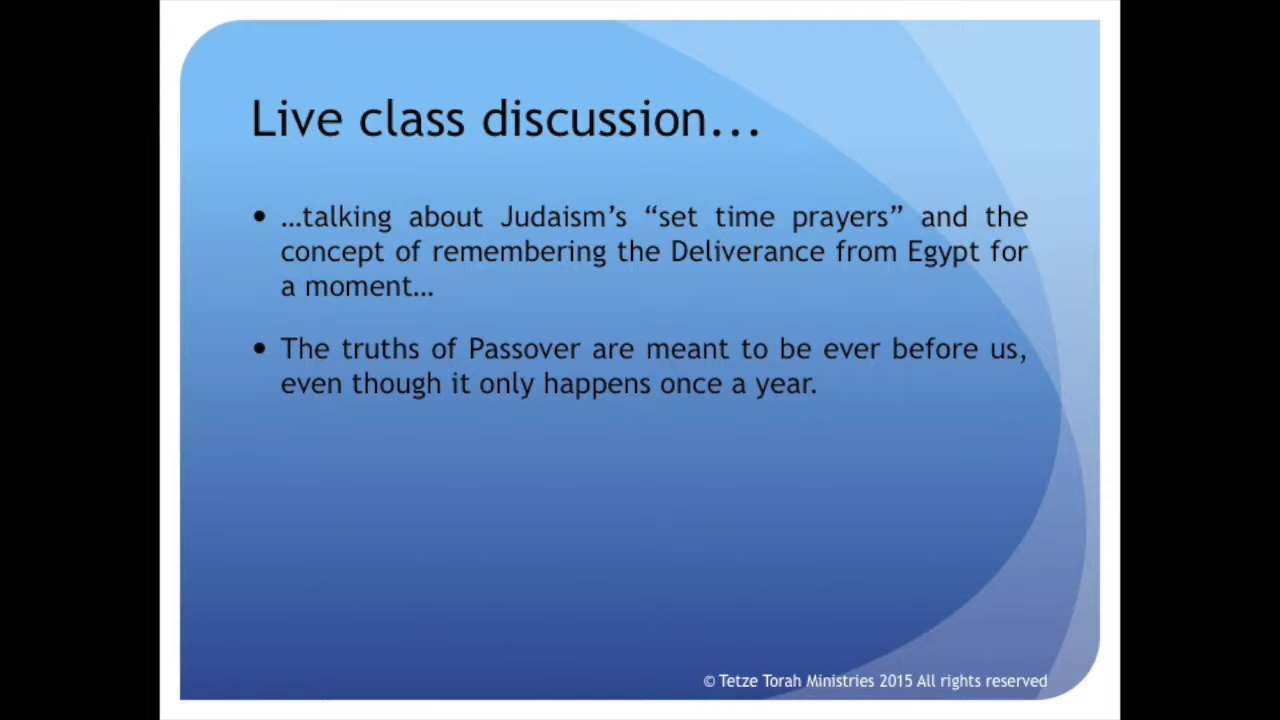 Live class discussion...
• …talking about Judaism’s “set time prayers” and the
concept of remembering the Deliverance from Egypt for
a moment…
• The truths of Passover are meant to be ever before us,
even though it only happens once a year.
© Tetze Torah Ministries 2015 All rights reserved